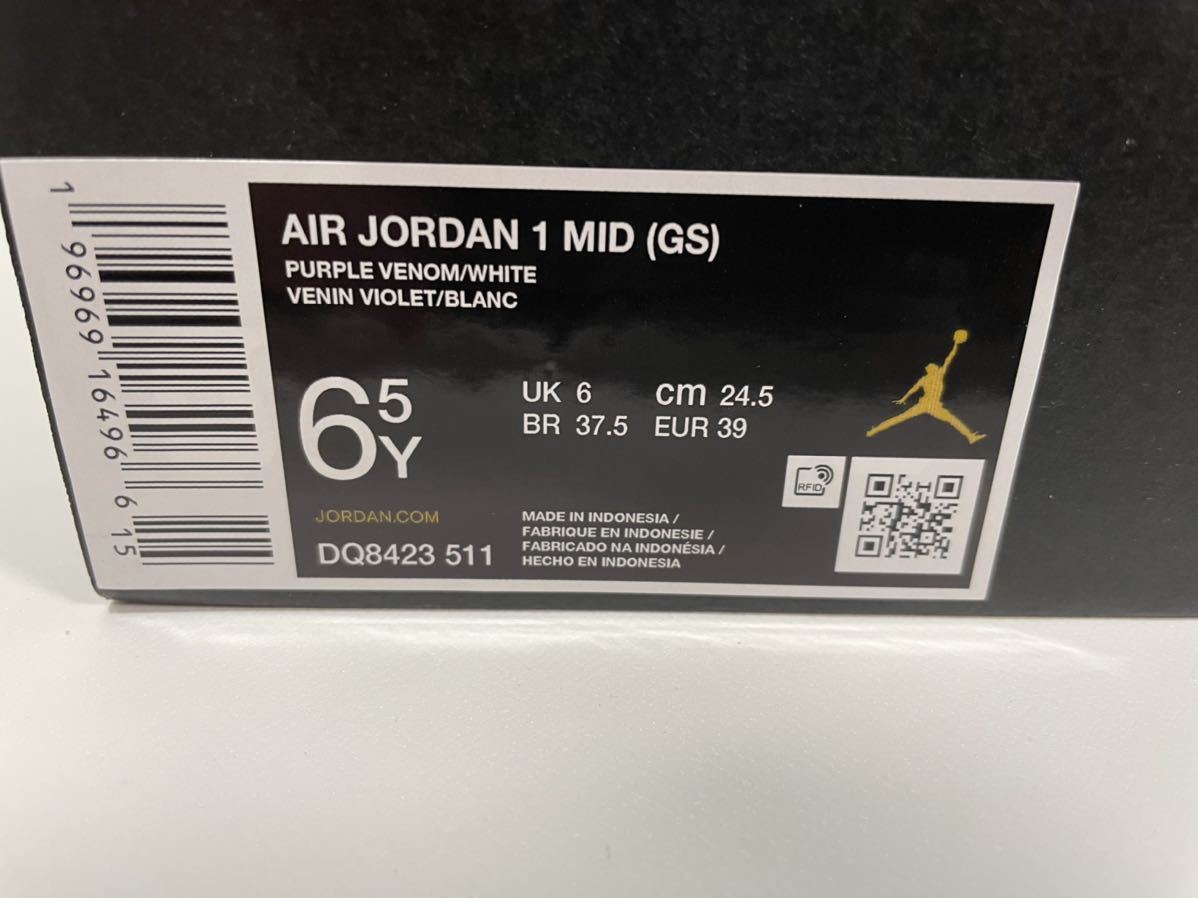 1 96969 16496 6 15
AIR JORDAN 1 MID (GS)
PURPLE VENOM/WHITE
VENIN VIOLET/BLANC
6 5 Y
UK 6 cm 24.5
BR 37.5 EUR 39
RFID
JORDAN.COM
DQ8423 511
MADE IN INDONESIA /
FABRIQUE EN INDONESIE /
FABRICADO NA INDONÉSIA /
HECHO EN INDONESIA